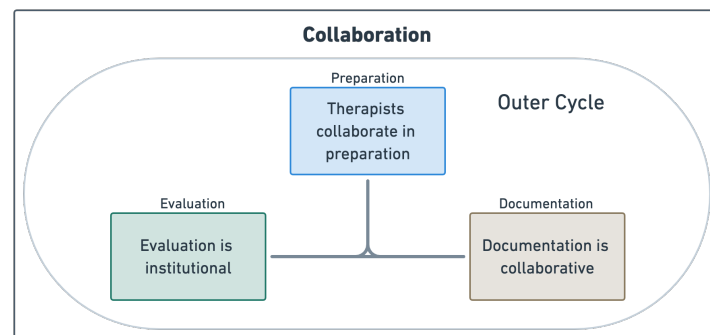 Collaboration
Preparation
Outer Cycle
Therapists
collaborate in
preparation
Evaluation
Documentation
Evaluation is
institutional
Documentation is
collaborative